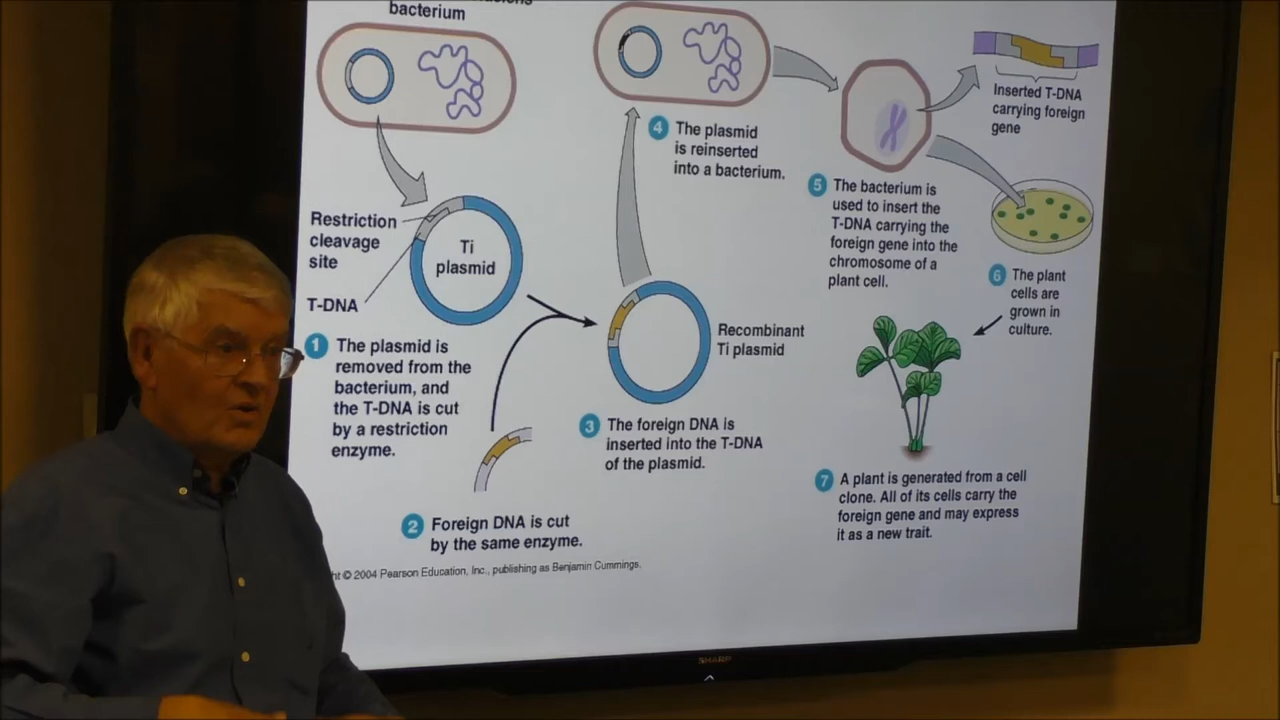 bacterium
Restriction
cleavage
site
T-DNA
Ti
plasmid
1 The plasmid is
removed from the
bacterium, and
the T-DNA is cut
by a restriction
enzyme.
2 Foreign DNA is cut
by the same enzyme.
3 The foreign DNA is
inserted into the T-DNA
of the plasmid.
Recombinant
Ti plasmid
4 The plasmid
is reinserted
into a bacterium.
5 The bacterium is
used to insert the
T-DNA carrying the
foreign gene into the
chromosome of a
plant cell.
Inserted T-DNA
carrying foreign
gene
6 The plant
cells are
grown in
culture.
7 A plant is generated from a cell
clone. All of its cells carry the
foreign gene and may express
it as a new trait.
© 2004 Pearson Education, Inc., publishing as Benjamin Cummings.
SHARP